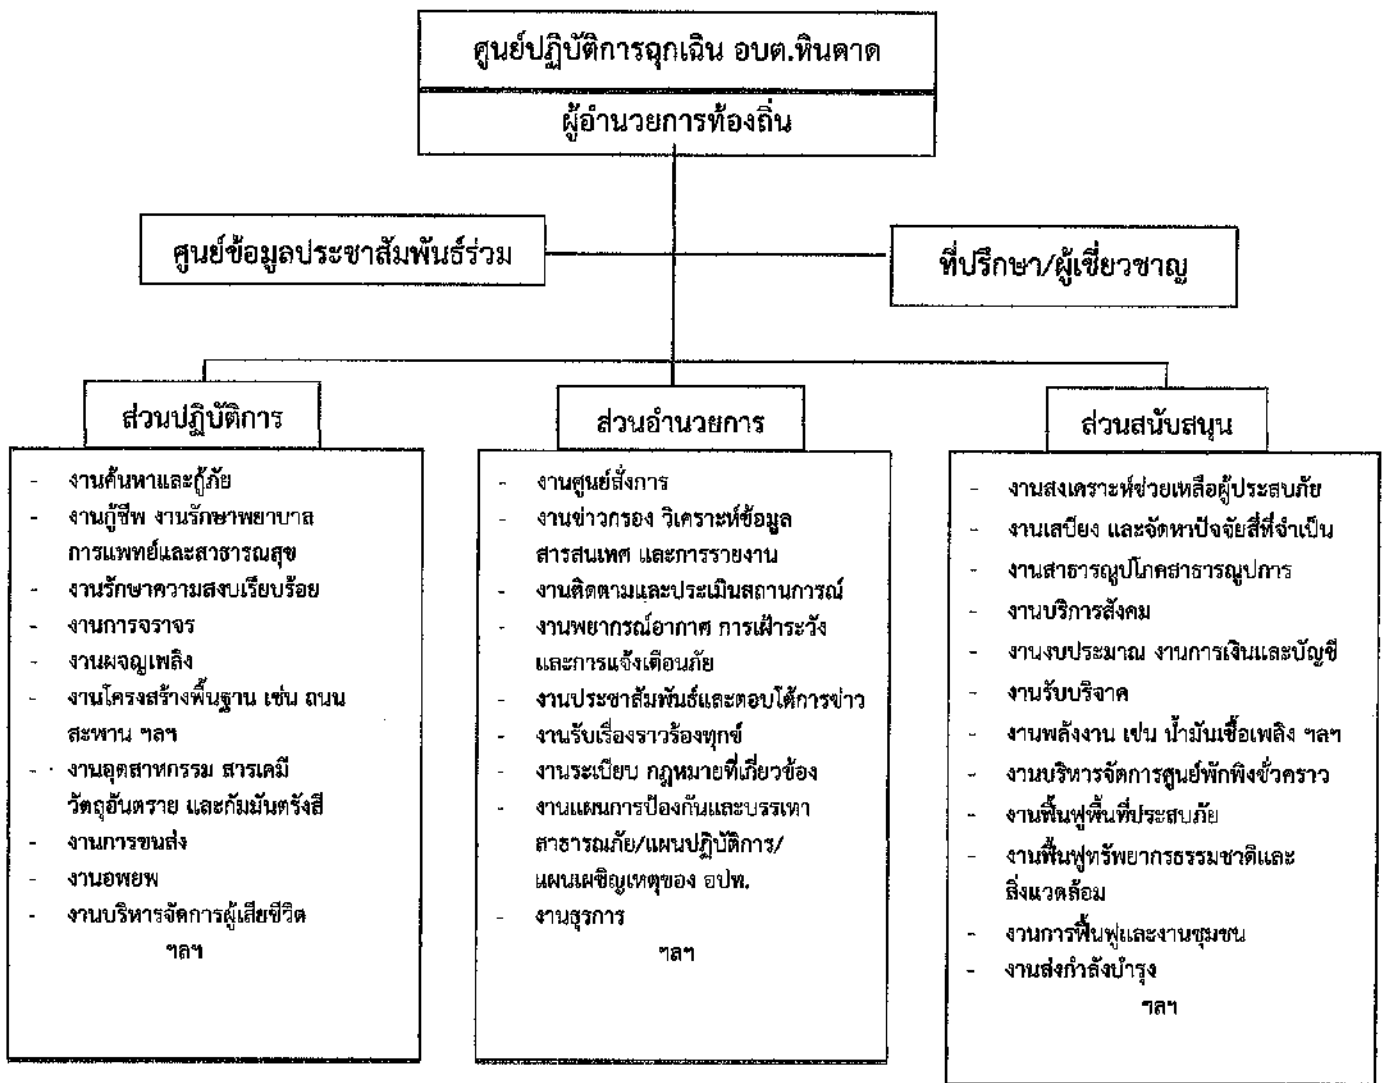 ศูนย์ปฏิบัติการฉุกเฉิน อบต.หินดาด
ผู้อำนวยการท้องถิ่น
ศูนย์ข้อมูลประชาสัมพันธ์ร่วม
ที่ปรึกษา/ผู้เชี่ยวชาญ
ส่วนปฏิบัติการ
- งานค้นหาและกู้ภัย
- งานกู้ชีพ งานรักษาพยาบาล
การแพทย์และสาธารณสุข
- งานรักษาความสงบเรียบร้อย
- งานการจราจร
- งานผจญเพลิง
- งานโครงสร้างพื้นฐาน เช่น ถนน
สะพาน ฯลฯ
- งานอุตสาหกรรม สารเคมี
วัตถุอันตราย และกัมมันตรังสี
- งานการขนส่ง
- งานอพยพ
- งานบริหารจัดการผู้เสียชีวิต
ฯลฯ
ส่วนอำนวยการ
- งานศูนย์สั่งการ
- งานข่าวกรอง วิเคราะห์ข้อมูล
สารสนเทศ และการรายงาน
- งานติดตามและประเมินสถานการณ์
- งานพยากรณ์อากาศ การเฝ้าระวัง
และการแจ้งเตือนภัย
- งานประชาสัมพันธ์และตอบโต้การข่าว
- งานรับเรื่องราวร้องทุกข์
- งานระเบียบ กฎหมายที่เกี่ยวข้อง
- งานแผนการป้องกันและบรรเทา
สาธารณภัย/แผนปฏิบัติการ/
แผนเผชิญเหตุของ อปท.
- งานธุรการ
ฯลฯ
ส่วนสนับสนุน
- งานสงเคราะห์ช่วยเหลือผู้ประสบภัย
- งานเสบียง และจัดหาปัจจัยสี่ที่จำเป็น
- งานสาธารณูปโภคสาธารณูปการ
- งานบริการสังคม
- งานงบประมาณ งานการเงินและบัญชี
- งานรับบริจาค
- งานพลังงาน เช่น น้ำมันเชื้อเพลิง ฯลฯ
- งานบริหารจัดการศูนย์พักพิงชั่วคราว
- งานฟื้นฟูพื้นที่ประสบภัย
- งานฟื้นฟูทรัพยากรธรรมชาติและ
สิ่งแวดล้อม
- งานการฟื้นฟูและงานชุมชน
- งานส่งกำลังบำรุง
ฯลฯ